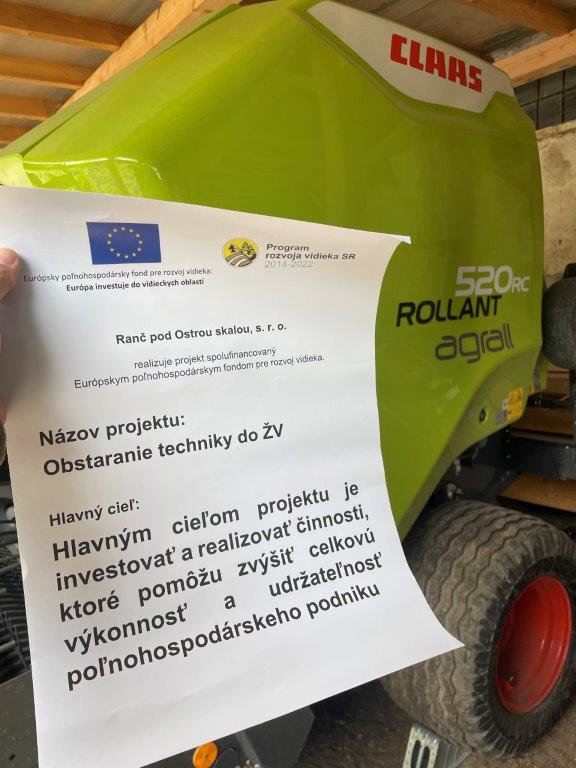 CLAAS
520RC
ROLLANT
agrall
Európsky poľnohospodársky fond pre rozvoj vidieka:
Európa investuje do vidieckych oblastí
Program
rozvoja vidieka SR
2014-2022
Ranč pod Ostrou skalou, s. r. o.
realizuje projekt spolufinancovaný
Európskym poľnohospodárskym fondom pre rozvoj vidieka.
Názov projektu:
Obstaranie techniky do ŽV
Hlavný cieľ:
Hlavným cieľom projektu je
investovať a realizovať činnosti,
ktoré pomôžu zvýšiť celkovú
výkonnosť a udržateľnosť
poľnohospodárskeho podniku